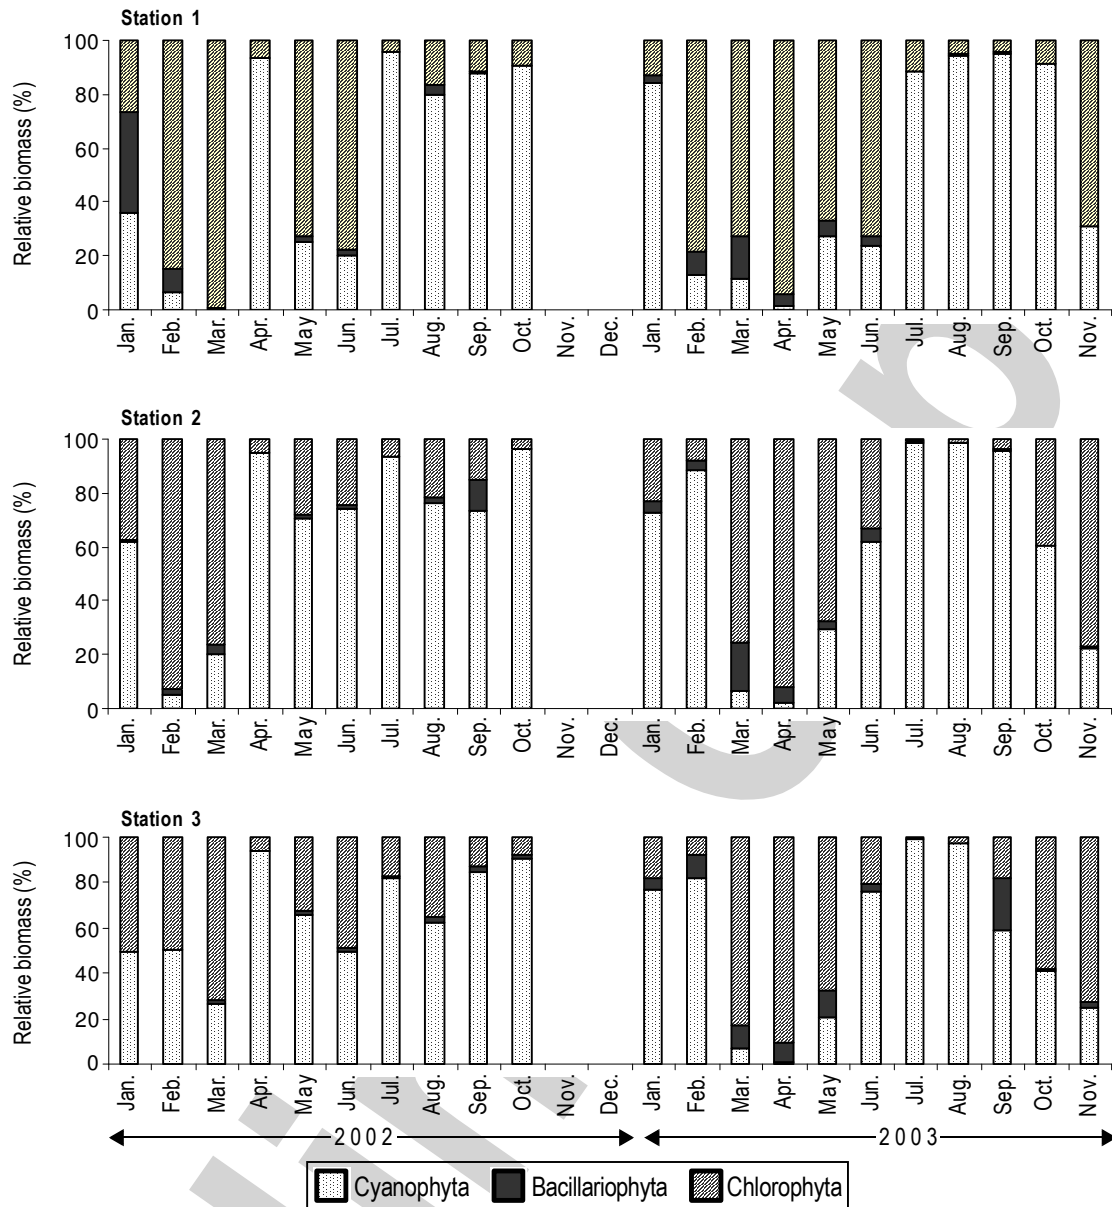 Station 1
Relative biomass (%)
100
80
60
40
20
0
Jan. Feb. Mar. Apr. May Jun. Jul. Aug. Sep. Oct. Nov. Dec. Jan. Feb. Mar. Apr. May Jun. Jul. Aug. Sep. Oct. Nov.
Station 2
Relative biomass (%)
100
80
60
40
20
0
Jan. Feb. Mar. Apr. May Jun. Jul. Aug. Sep. Oct. Nov. Dec. Jan. Feb. Mar. Apr. May Jun. Jul. Aug. Sep. Oct. Nov.
Station 3
Relative biomass (%)
100
80
60
40
20
0
Jan. Feb. Mar. Apr. May Jun. Jul. Aug. Sep. Oct. Nov. Dec. Jan. Feb. Mar. Apr. May Jun. Jul. Aug. Sep. Oct. Nov.
2002 2003
Cyanophyta Bacillariophyta Chlorophyta